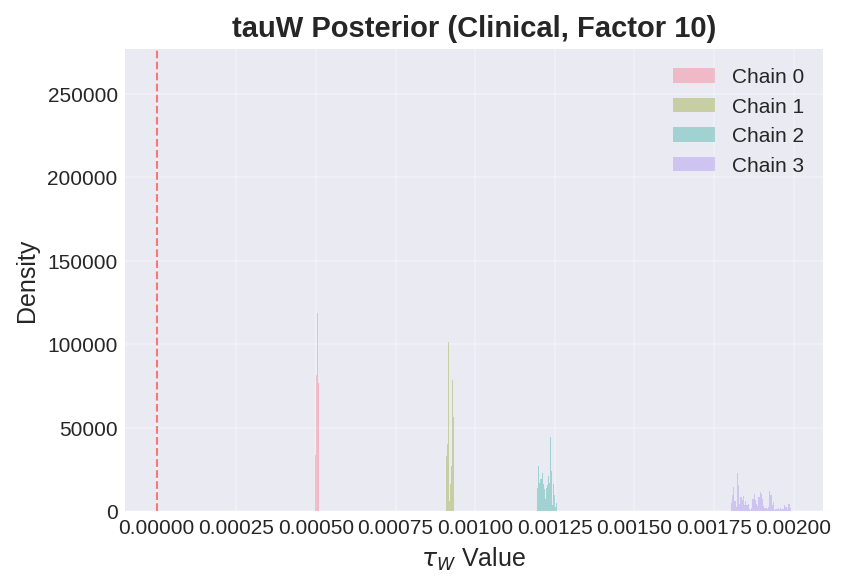 tauW Posterior (Clinical, Factor 10)
Chain 0
Chain 1
Chain 2
Chain 3
Density
250000
200000
150000
100000
50000
0
0.00000 0.00025 0.00050 0.00075 0.00100 0.00125 0.00150 0.00175 0.00200
τW Value